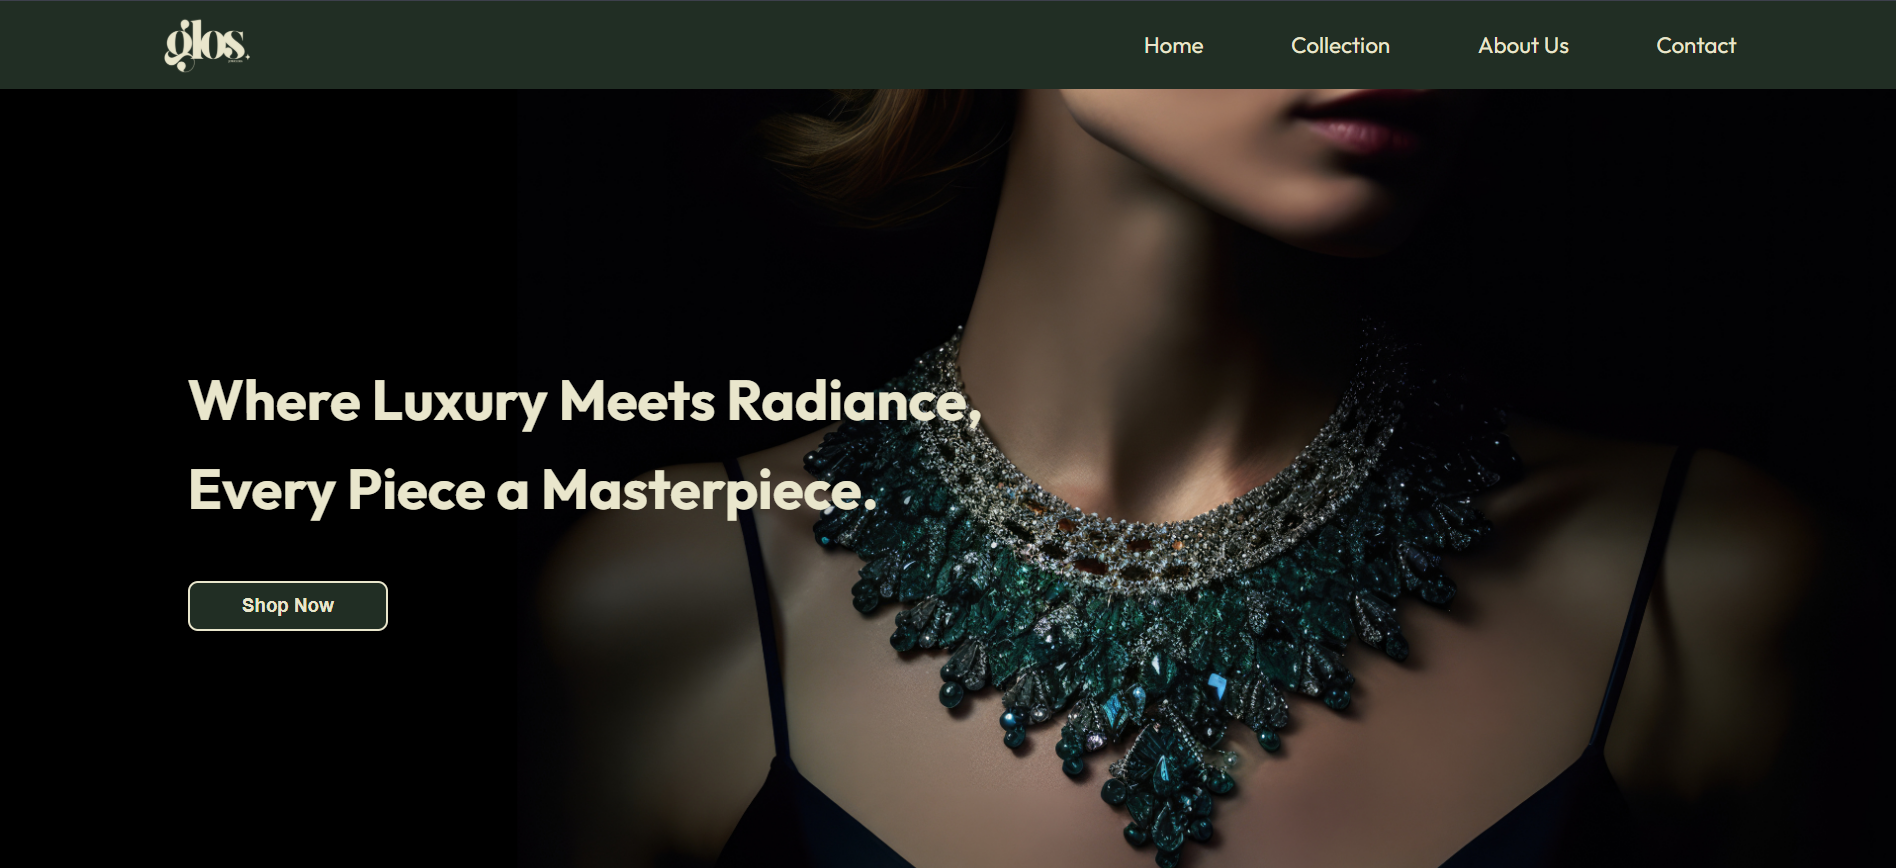 glos.
Home
Collection
About Us
Contact
Where Luxury Meets Radiance,
Every Piece a Masterpiece.
Shop Now